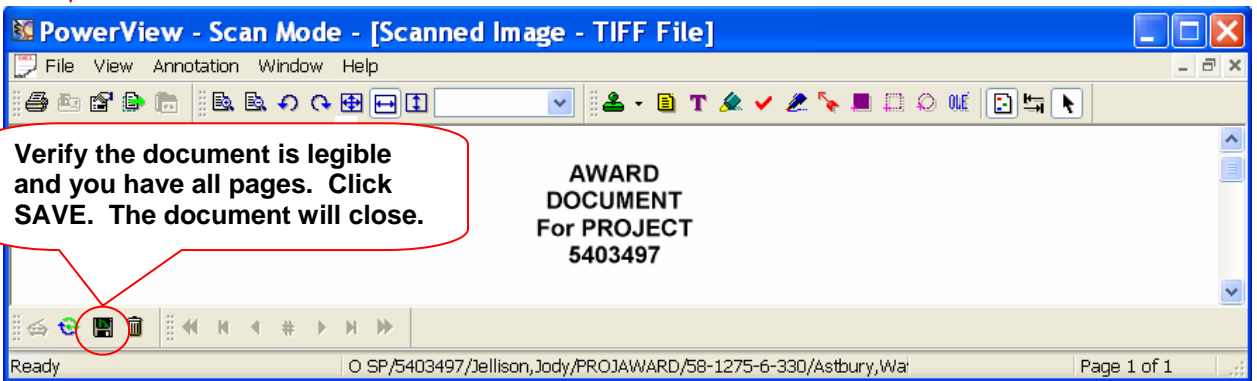 PowerView - Scan Mode - [Scanned Image - TIFF File]
File View Annotation Window Help
T OLÉ
Verify the document is legible
and you have all pages. Click
SAVE. The document will close.
AWARD
DOCUMENT
For PROJECT
5403497
#
Ready O SP/5403497/Jellison,Jody/PROJAWARD/58-1275-6-330/Astbury,Wa Page 1 of 1